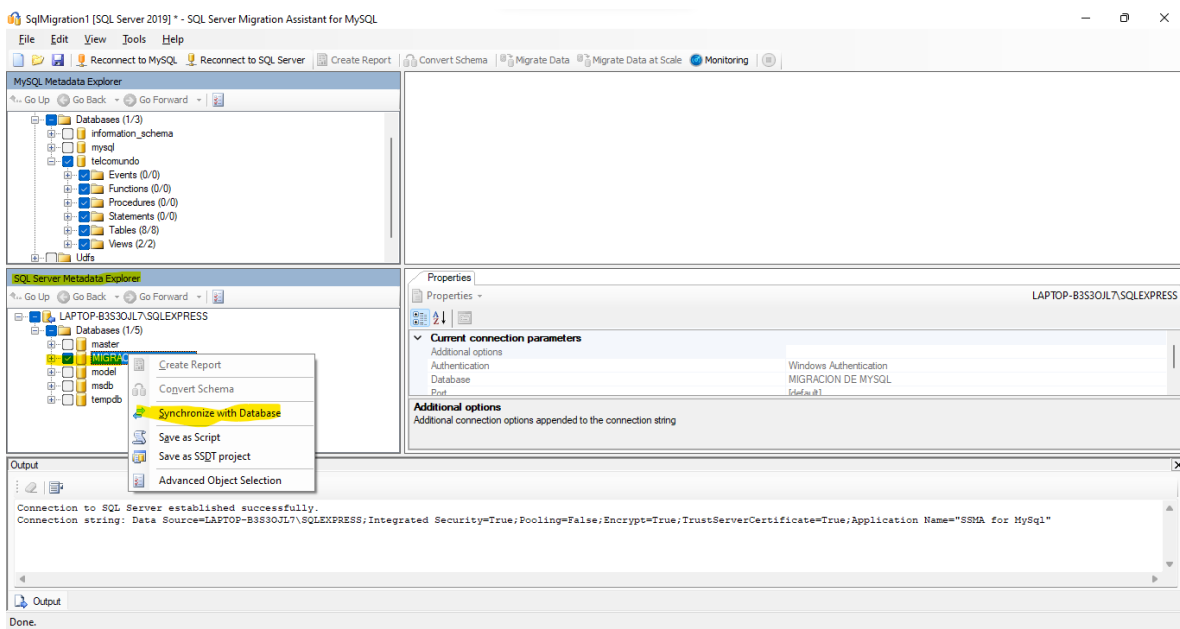 SqlMigration1 [SQL Server 2019] * - SQL Server Migration Assistant for MySQL
File Edit View Tools Help
Reconnect to MySQL Reconnect to SQL Server Create Report Convert Schema Migrate Data Migrate Data at Scale Monitoring
MySQL Metadata Explorer
Go Up Go Back Go Forward
Databases (1/3)
information_schema
mysql
telcomundo
Events (0/0)
Functions (0/0)
Procedures (0/0)
Statements (0/0)
Tables (8/8)
Views (2/2)
Udfs
SQL Server Metadata Explorer
Go Up Go Back Go Forward
LAPTOP-B3S3OJL7\SQLEXPRESS
Databases (1/5)
master
MIGRAC
model
msdb
tempdb
Create Report
Convert Schema
Synchronize with Database
Save as Script
Save as SSDT project
Advanced Object Selection
Properties
Properties LAPTOP-B3S3OJL7\SQLEXPRESS
Current connection parameters
Additional options
Authentication Windows Authentication
Database MIGRACION DE MYSQL
Port [default]
Additional options
Additional connection options appended to the connection string
Output
Connection to SQL Server established successfully.
Connection string: Data Source=LAPTOP-B3S3OJL7\SQLEXPRESS;Integrated Security=True;Pooling=False;Encrypt=True;TrustServerCertificate=True;Application Name="SSMA for MySql"
Output
Done.